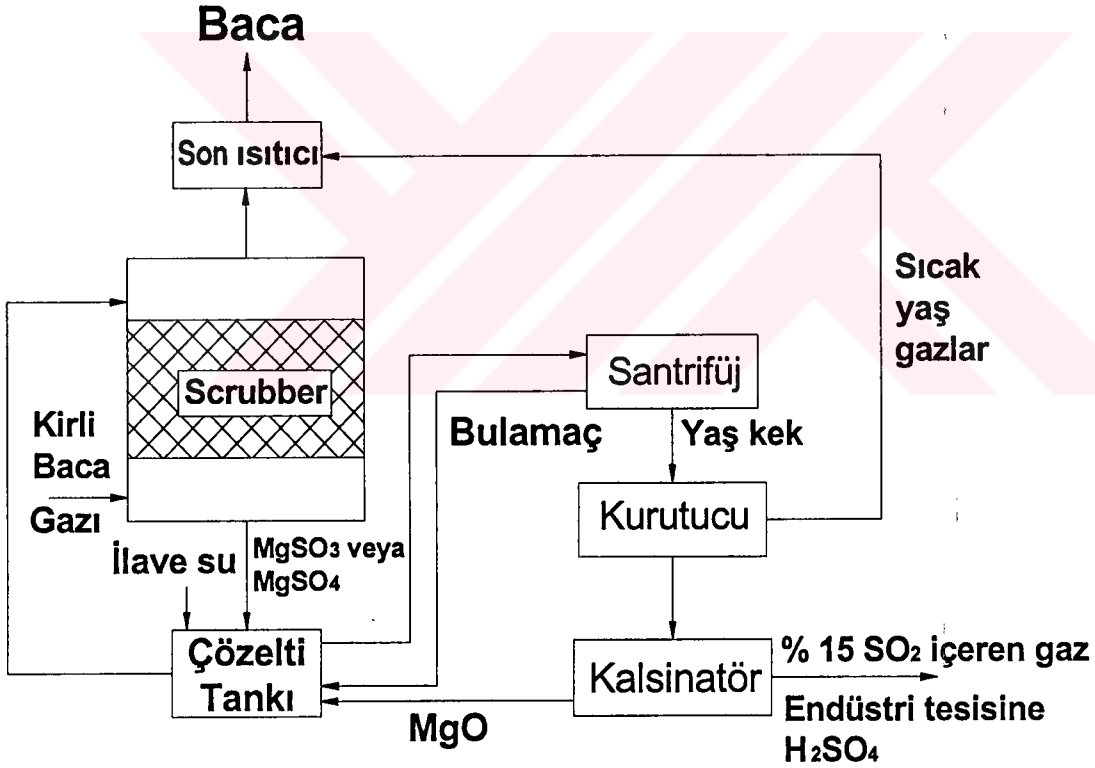 Baca
Son ısıtıcı
Sıcak
yaş
gazlar
Scrubber
Santrifüj
Kirli
Baca
Gazı
Bulamaç
Yaş kek
Kurutucu
İlave su
MgSO3 veya
MgSO4
Çözelti
Tankı
Kalsinatör
% 15 SO2 içeren gaz
Endüstri tesisine
H2SO4
MgO